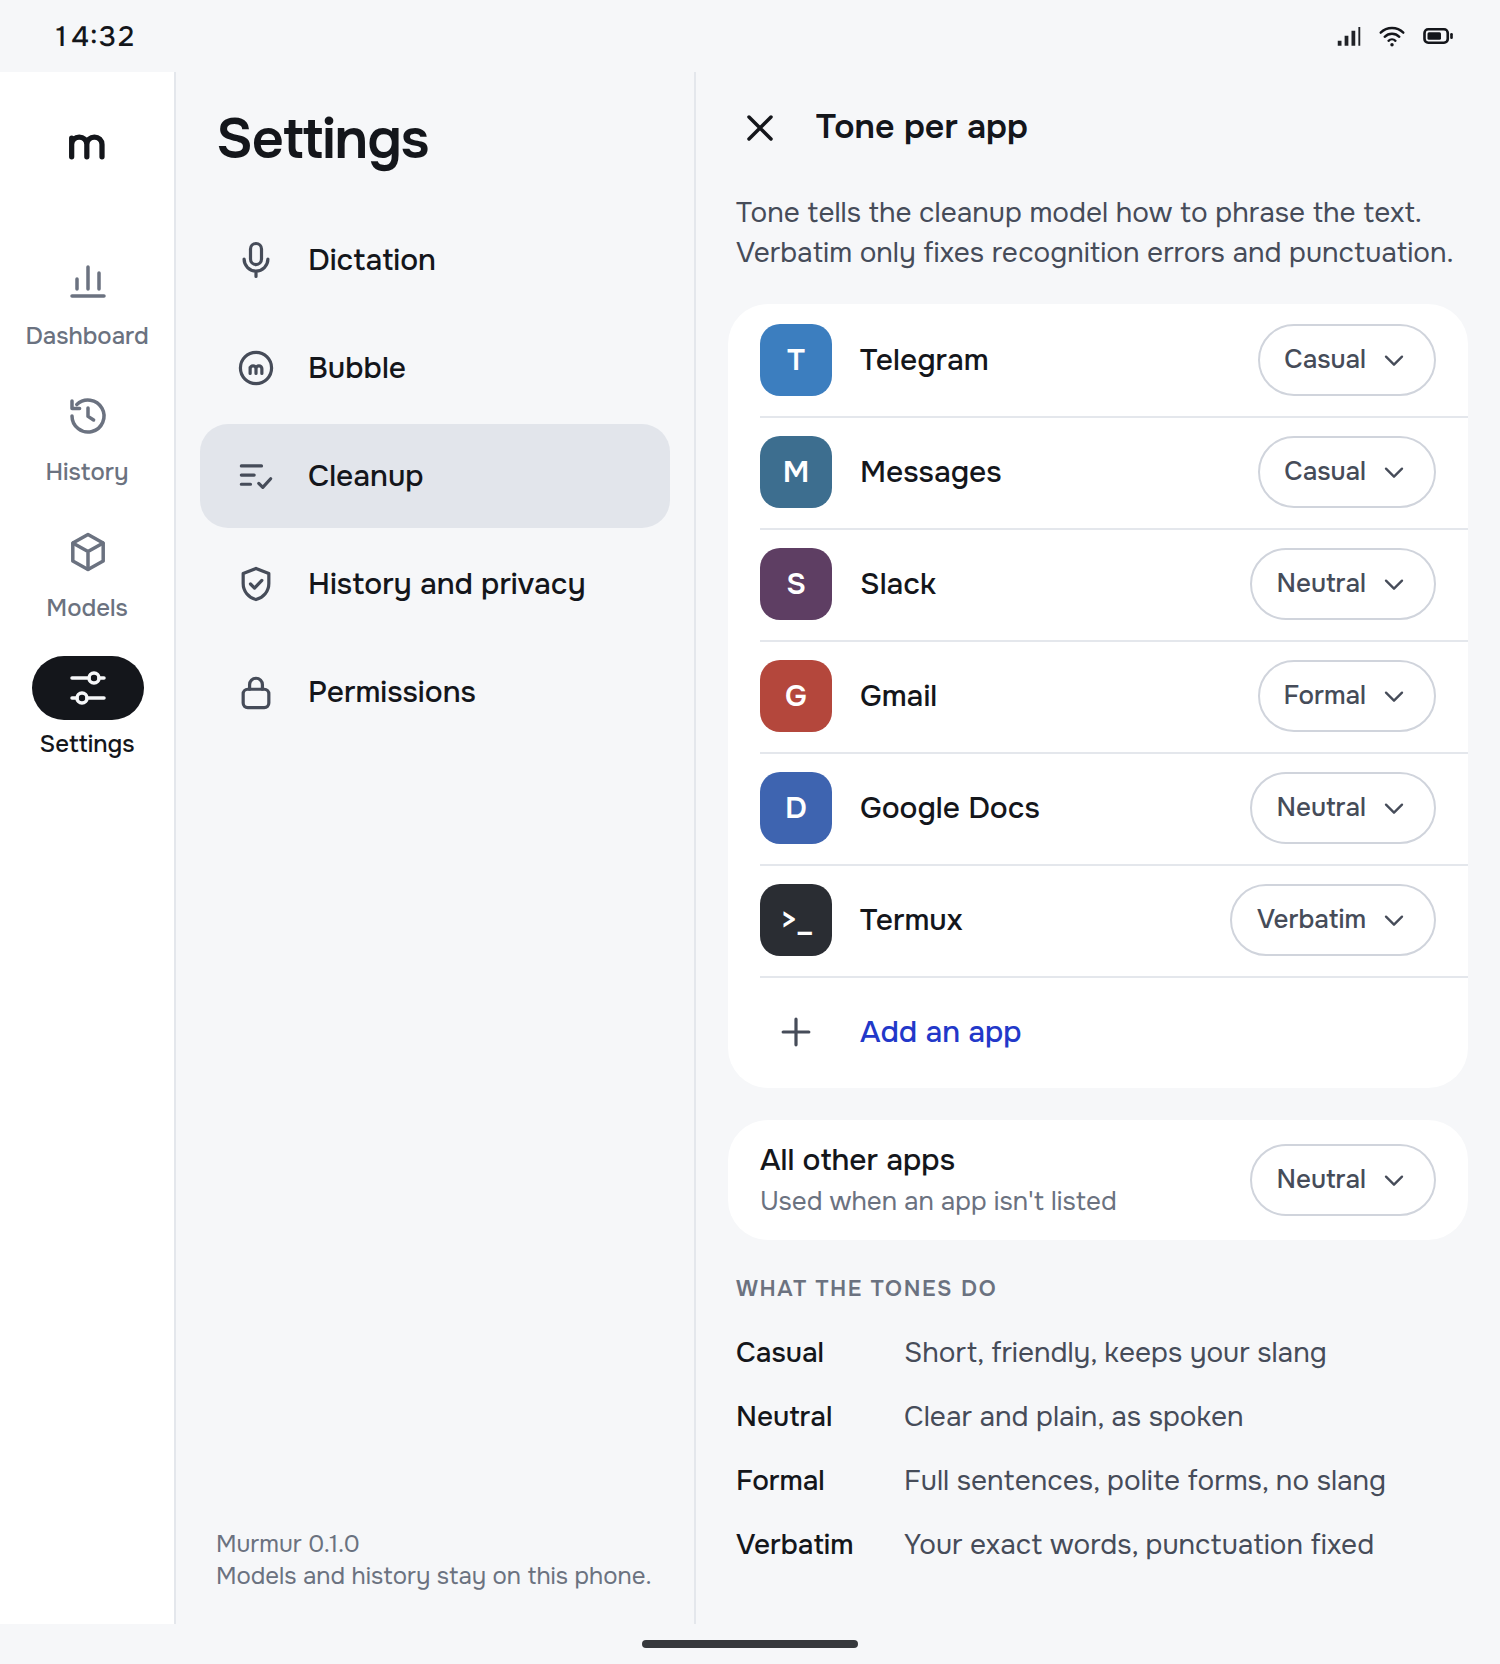 14:32
m
Dashboard
History
Models
Settings
Settings
Dictation
m
Bubble
Cleanup
History and privacy
Permissions
Murmur 0.1.0
Models and history stay on this phone.
Tone per app
Tone tells the cleanup model how to phrase the text.
Verbatim only fixes recognition errors and punctuation.
T Telegram Casual
M Messages Casual
S Slack Neutral
G Gmail Formal
D Google Docs Neutral
>_ Termux Verbatim
Add an app
All other apps
Used when an app isn't listed
Neutral
WHAT THE TONES DO
Casual Short, friendly, keeps your slang
Neutral Clear and plain, as spoken
Formal Full sentences, polite forms, no slang
Verbatim Your exact words, punctuation fixed